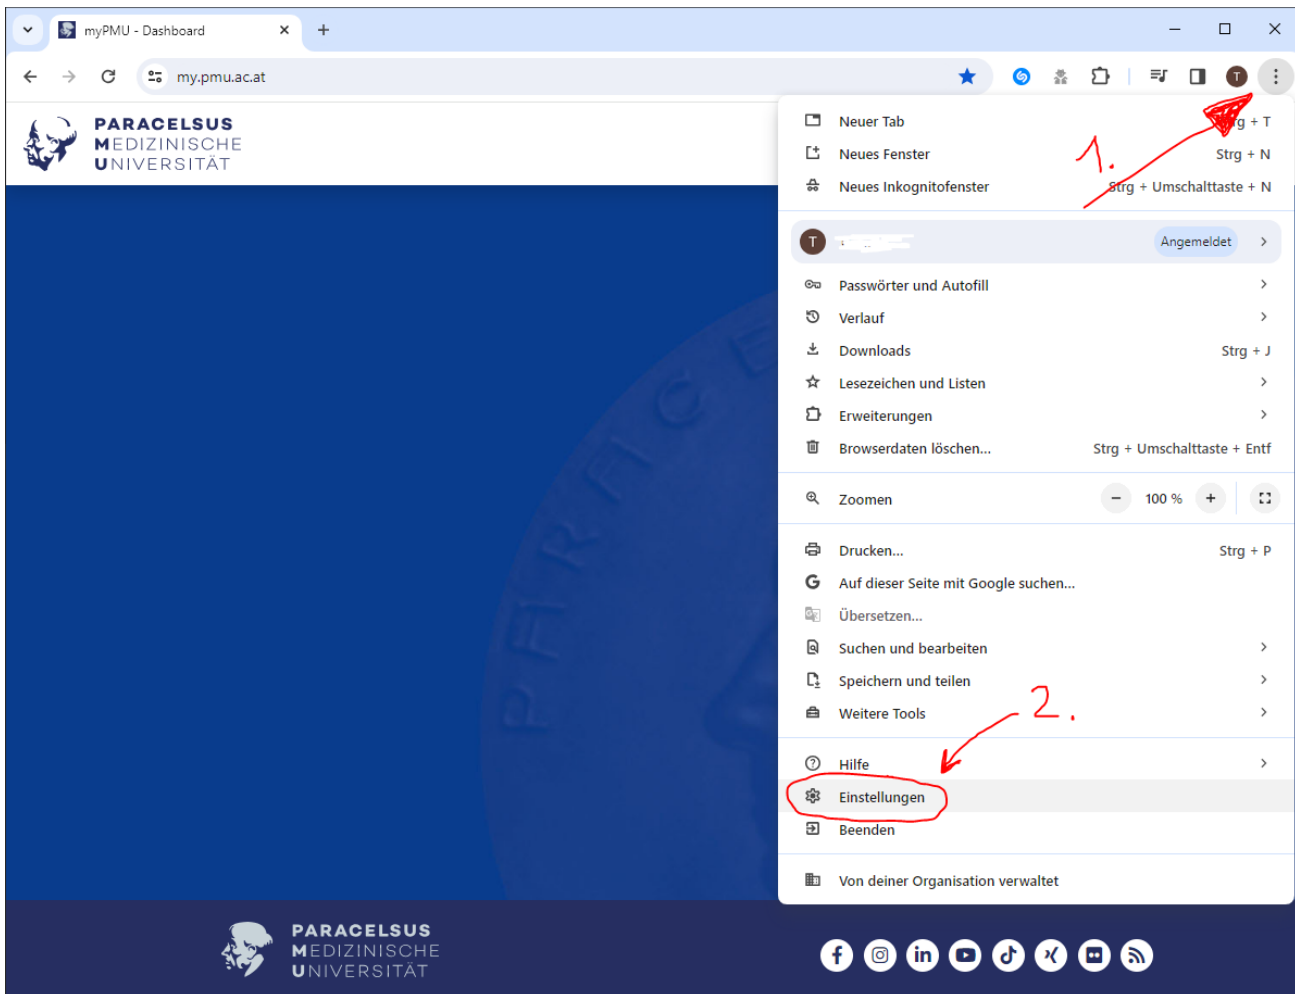 myPMU - Dashboard
my.pmu.ac.at
T
PARACELSUS
MEDIZINISCHE
UNIVERSITÄT
1.
Neuer Tab + T
Neues Fenster Strg + N
Neues Inkognitofenster Strg + Umschalttaste + N
T Angemeldet
Passwörter und Autofill
Verlauf
Downloads Strg + J
Lesezeichen und Listen
Erweiterungen
Browserdaten löschen... Strg + Umschalttaste + Entf
Zoomen 100 %
Drucken... Strg + P
G Auf dieser Seite mit Google suchen...
Übersetzen...
Suchen und bearbeiten
Speichern und teilen
Weitere Tools
2.
Hilfe
Einstellungen
Beenden
Von deiner Organisation verwaltet
PARACELSUS
MEDIZINISCHE
UNIVERSITÄT